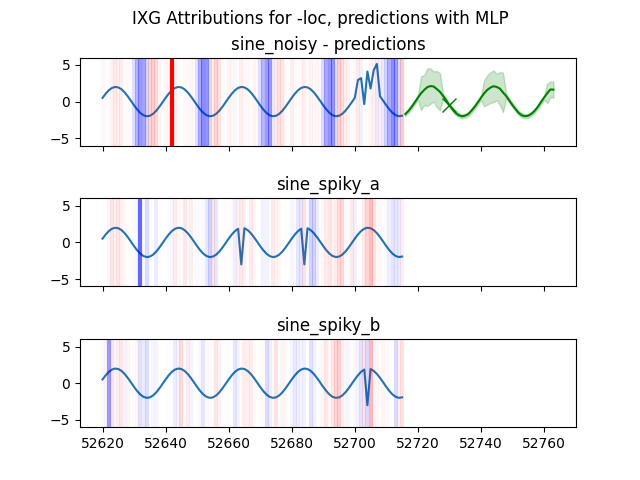 IXG Attributions for -loc, predictions with MLP
sine_noisy - predictions
5
0
−5
sine_spiky_a
5
0
−5
sine_spiky_b
5
0
−5
52620 52640 52660 52680 52700 52720 52740 52760